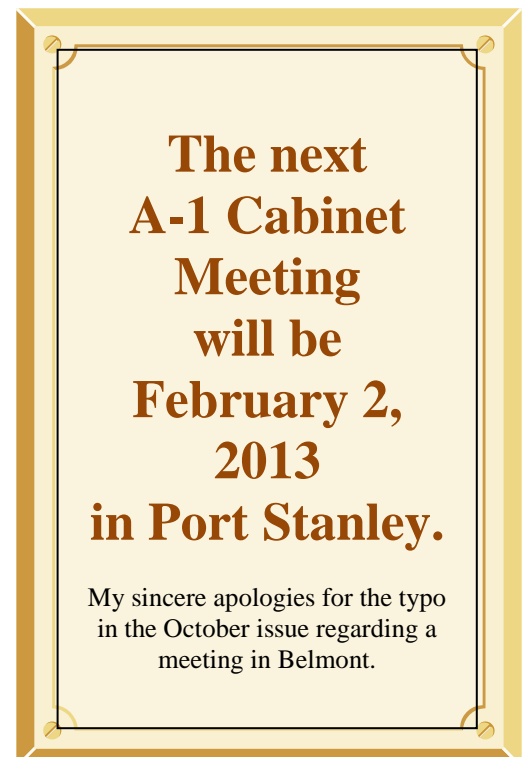 The next
A-1 Cabinet
Meeting
will be
February 2,
2013
in Port Stanley.
My sincere apologies for the typo
in the October issue regarding a
meeting in Belmont.